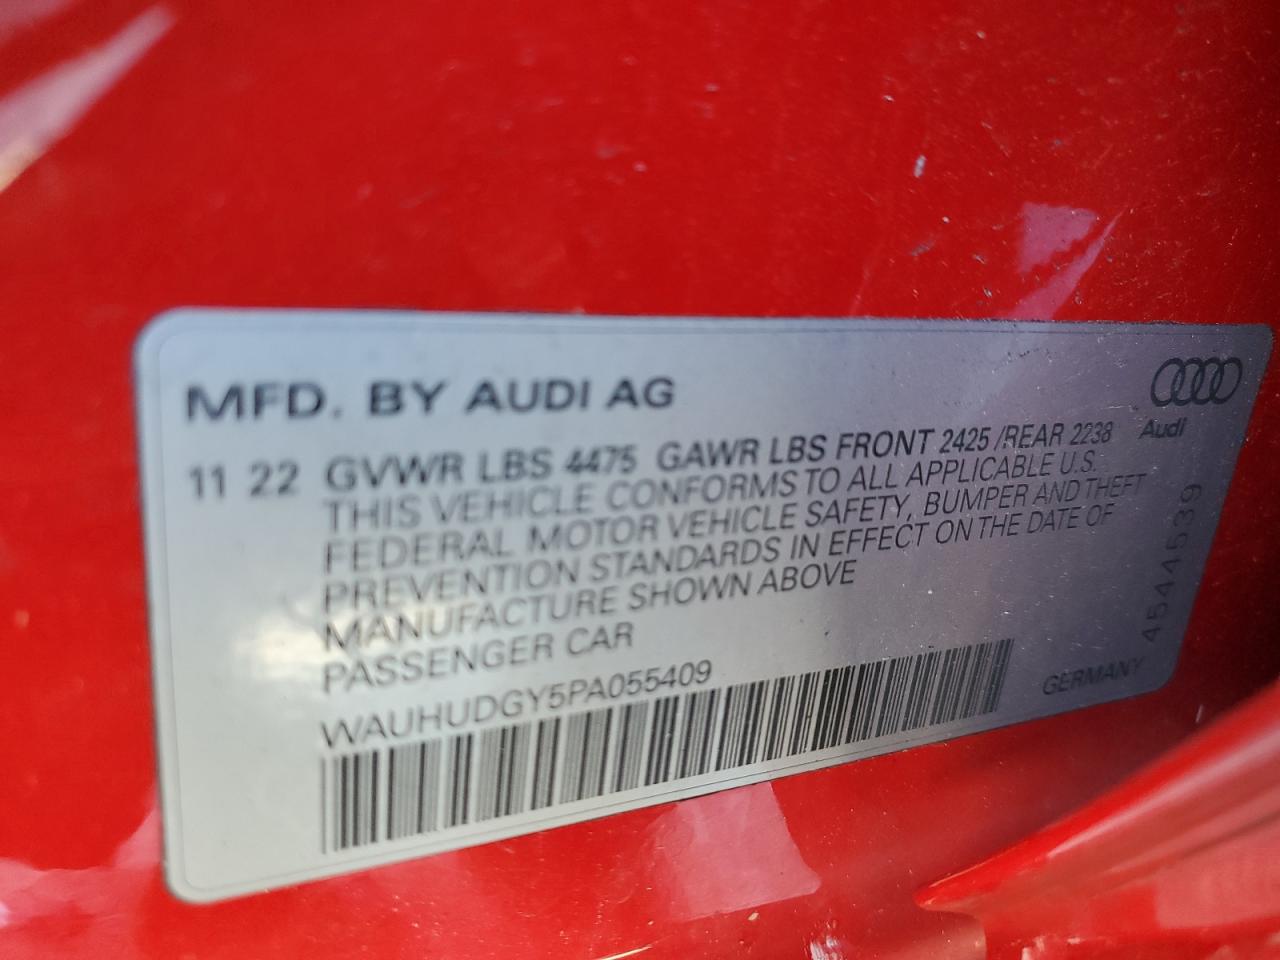 MFD. BY AUDI AG
Audi
11 22 GVWR LBS 4475 GAWR LBS FRONT 2425 /REAR 2238
THIS VEHICLE CONFORMS TO ALL APPLICABLE U.S.
FEDERAL MOTOR VEHICLE SAFETY, BUMPER AND THEFT
PREVENTION STANDARDS IN EFFECT ON THE DATE OF
MANUFACTURE SHOWN ABOVE
PASSENGER CAR
WAUHUDGY5PA055409
GERMANY
4544539